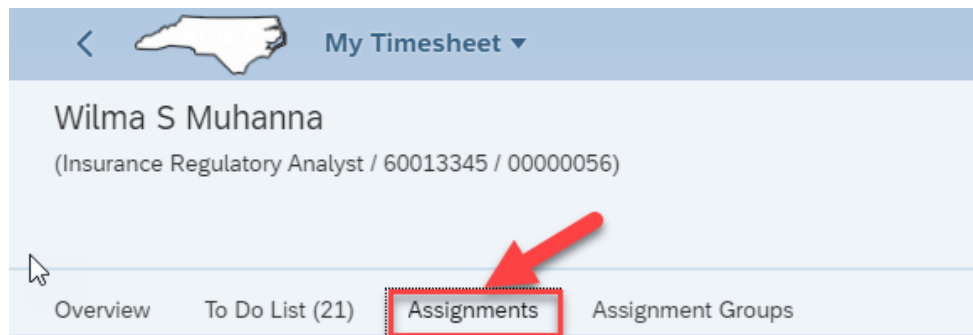 My Timesheet ▾
Wilma S Muhanna
(Insurance Regulatory Analyst / 60013345 / 00000056)
Overview To Do List (21) Assignments Assignment Groups